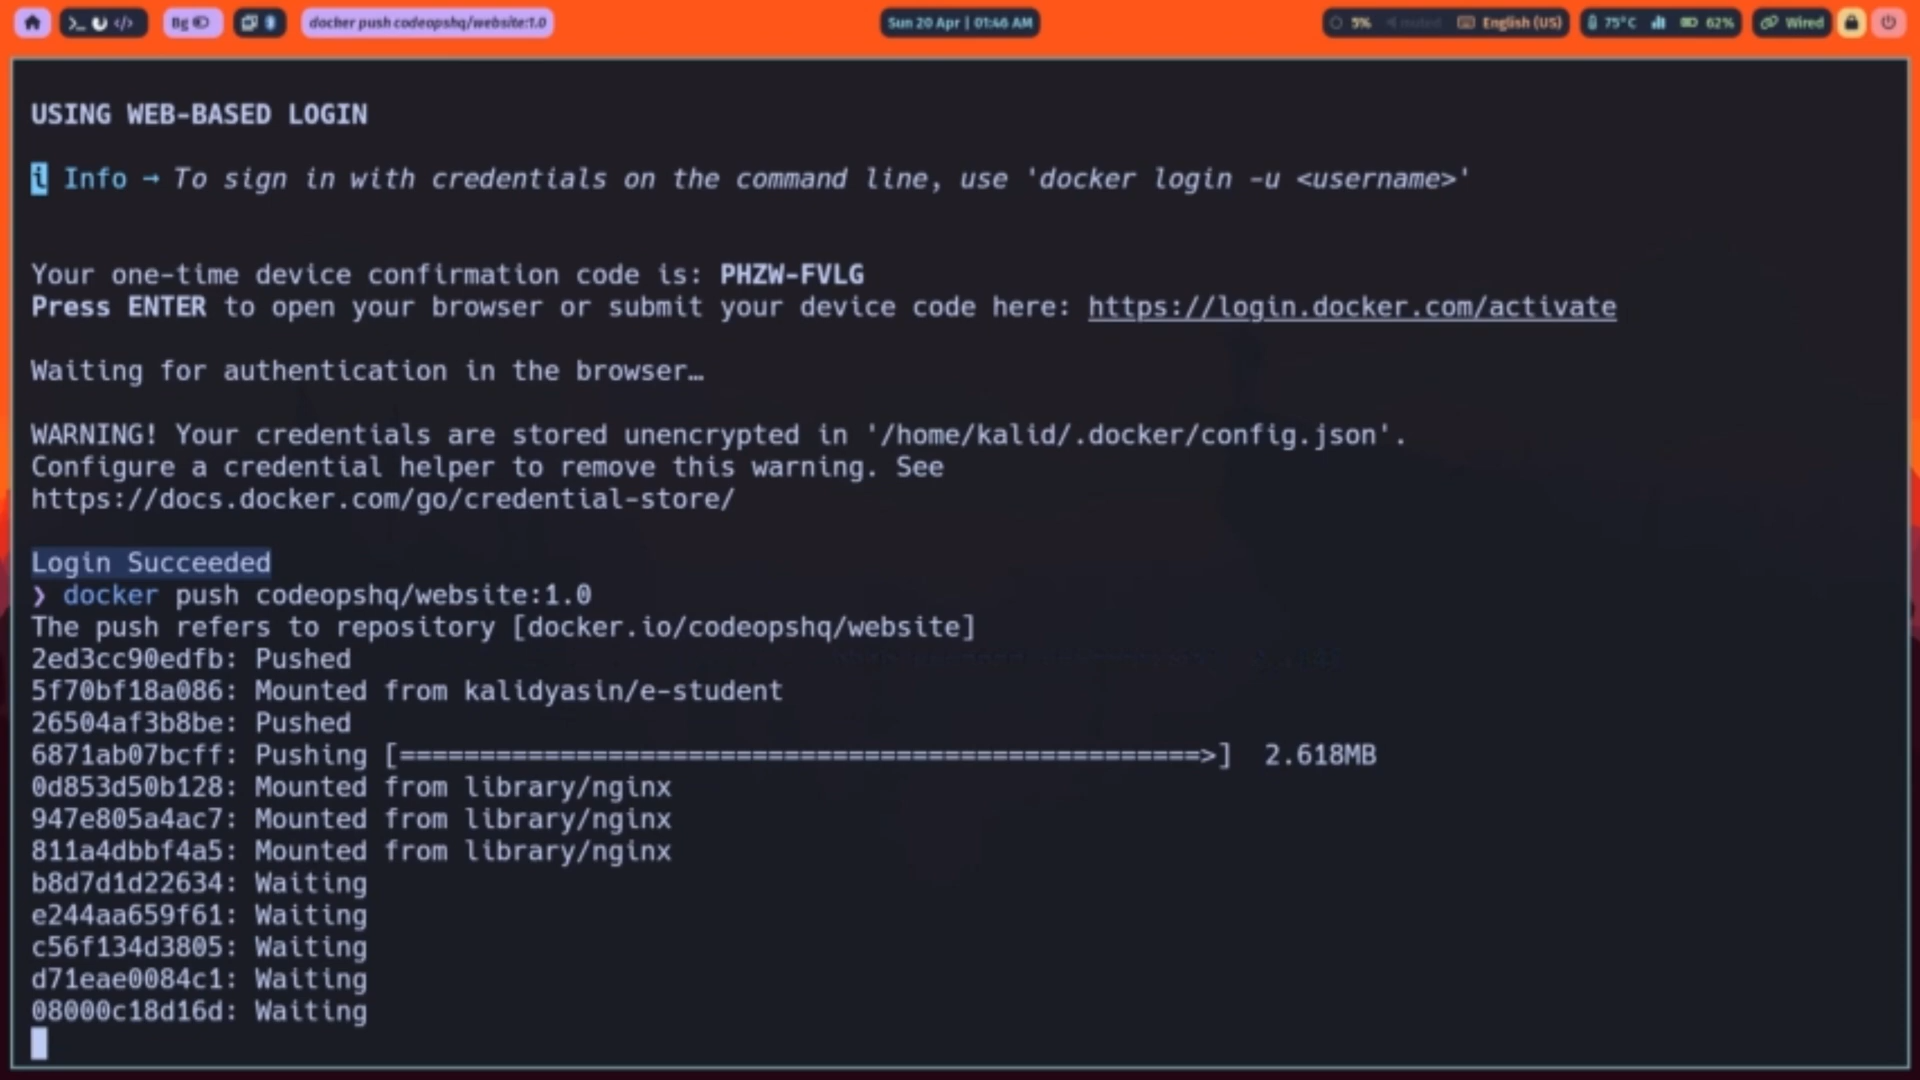 >_ </> Bg docker push codeopshq/website:1.0 Sun 20 Apr | 01:46 AM 5% muted English (US) 75°C 62% Wired
USING WEB-BASED LOGIN
i Info → To sign in with credentials on the command line, use 'docker login -u <username>'
Your one-time device confirmation code is: PHZW-FVLG
Press ENTER to open your browser or submit your device code here: https://login.docker.com/activate
Waiting for authentication in the browser…
WARNING! Your credentials are stored unencrypted in '/home/kalid/.docker/config.json'.
Configure a credential helper to remove this warning. See
https://docs.docker.com/go/credential-store/
Login Succeeded
❯ docker push codeopshq/website:1.0
The push refers to repository [docker.io/codeopshq/website]
2ed3cc90edfb: Pushed
5f70bf18a086: Mounted from kalidyasin/e-student
26504af3b8be: Pushed
6871ab07bcff: Pushing [==================================================>]  2.618MB
0d853d50b128: Mounted from library/nginx
947e805a4ac7: Mounted from library/nginx
811a4dbbf4a5: Mounted from library/nginx
b8d7d1d22634: Waiting
e244aa659f61: Waiting
c56f134d3805: Waiting
d71eae0084c1: Waiting
08000c18d16d: Waiting